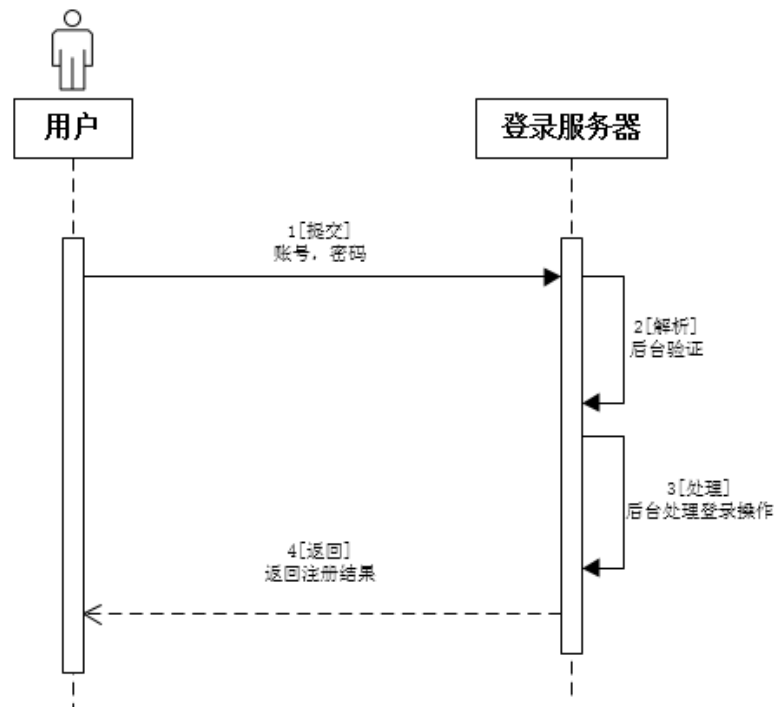 用户
登录服务器
1[提交]
账号，密码
2[解析]
后台验证
3[处理]
后台处理登录操作
4[返回]
返回注册结果